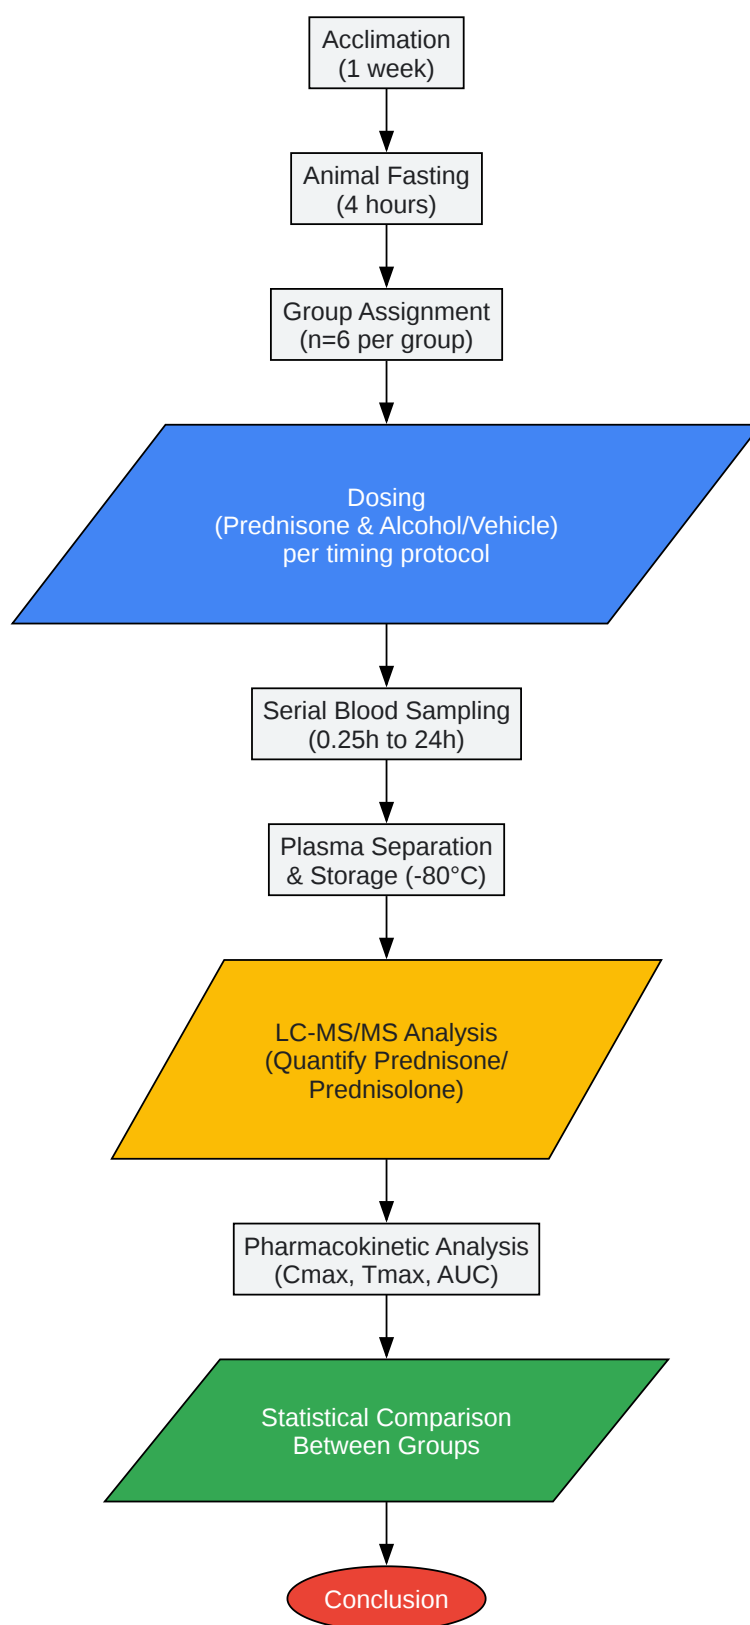 Acclimation
(1 week)
Animal Fasting
(4 hours)
Group Assignment
(n=6 per group)
Dosing
(Prednisone & Alcohol/Vehicle)
per timing protocol
Serial Blood Sampling
(0.25h to 24h)
Plasma Separation
& Storage (-80°C)
LC-MS/MS Analysis
(Quantify Prednisone/
Prednisolone)
Pharmacokinetic Analysis
(Cmax, Tmax, AUC)
Statistical Comparison
Between Groups
Conclusion